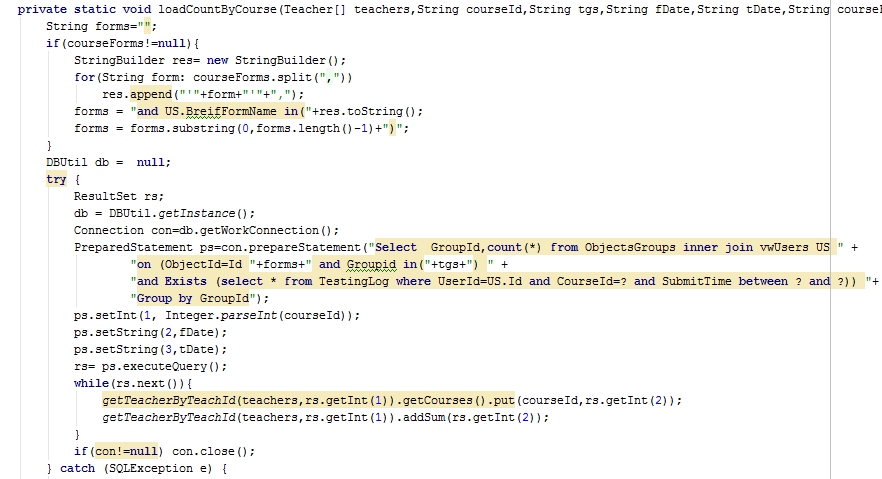 private static void loadCountByCourse(Teacher[] teachers,String courseId,String tgs,String fDate,String tDate,String courseF
String forms="";
if(courseForms!=null){
StringBuilder res= new StringBuilder();
for(String form: courseForms.split(","))
res.append("'"+form+"'"+",");
forms = "and US.BreifFormName in("+res.toString();
forms = forms.substring(0,forms.length()-1)+")";
}
DBUtil db =  null;
try {
ResultSet rs;
db = DBUtil.getInstance();
Connection con=db.getWorkConnection();
PreparedStatement ps=con.prepareStatement("Select  GroupId,count(*) from ObjectsGroups inner join vwUsers US " +
"on (ObjectId=Id "+forms+" and Groupid in("+tgs+") " +
"and Exists (select * from TestingLog where UserId=US.Id and CourseId=? and SubmitTime between ? and ?)) "+
"Group by GroupId");
ps.setInt(1, Integer.parseInt(courseId));
ps.setString(2,fDate);
ps.setString(3,tDate);
rs= ps.executeQuery();
while(rs.next()){
getTeacherByTeachId(teachers,rs.getInt(1)).getCourses().put(courseId,rs.getInt(2));
getTeacherByTeachId(teachers,rs.getInt(1)).addSum(rs.getInt(2));
}
if(con!=null) con.close();
} catch (SQLException e) {